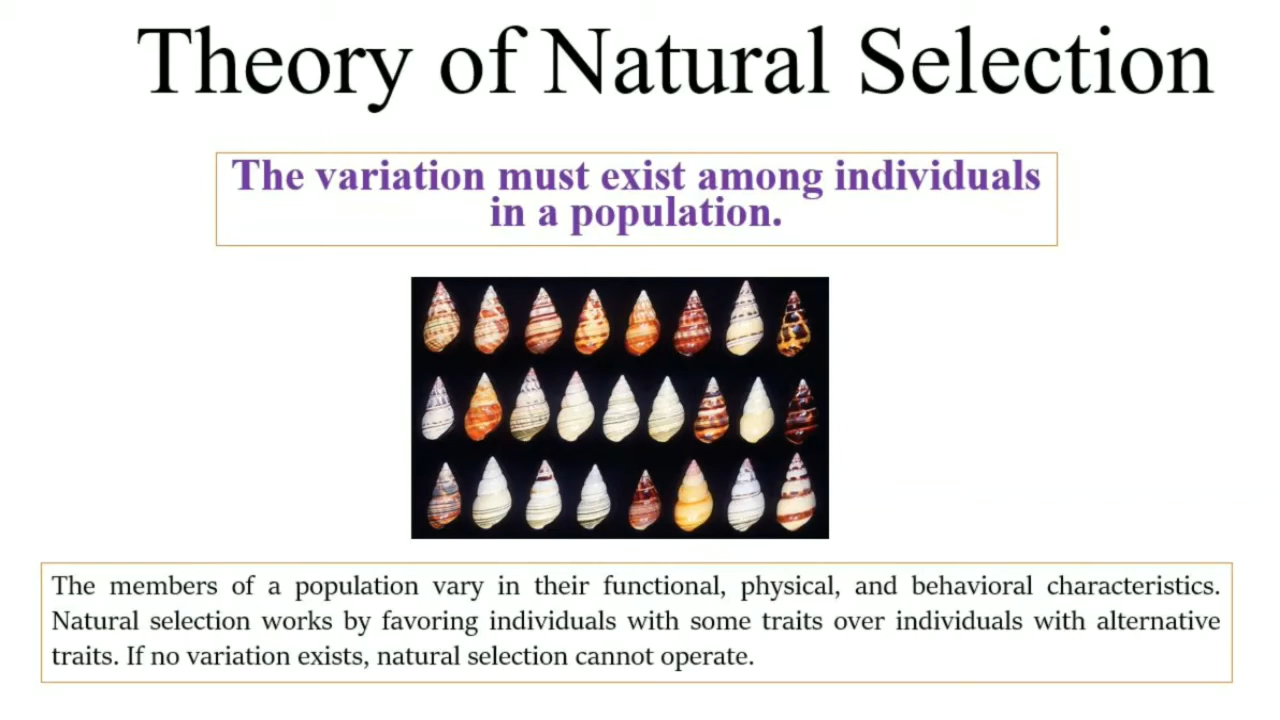 Theory of Natural Selection
The variation must exist among individuals
in a population.
The members of a population vary in their functional, physical, and behavioral characteristics.
Natural selection works by favoring individuals with some traits over individuals with alternative
traits. If no variation exists, natural selection cannot operate.